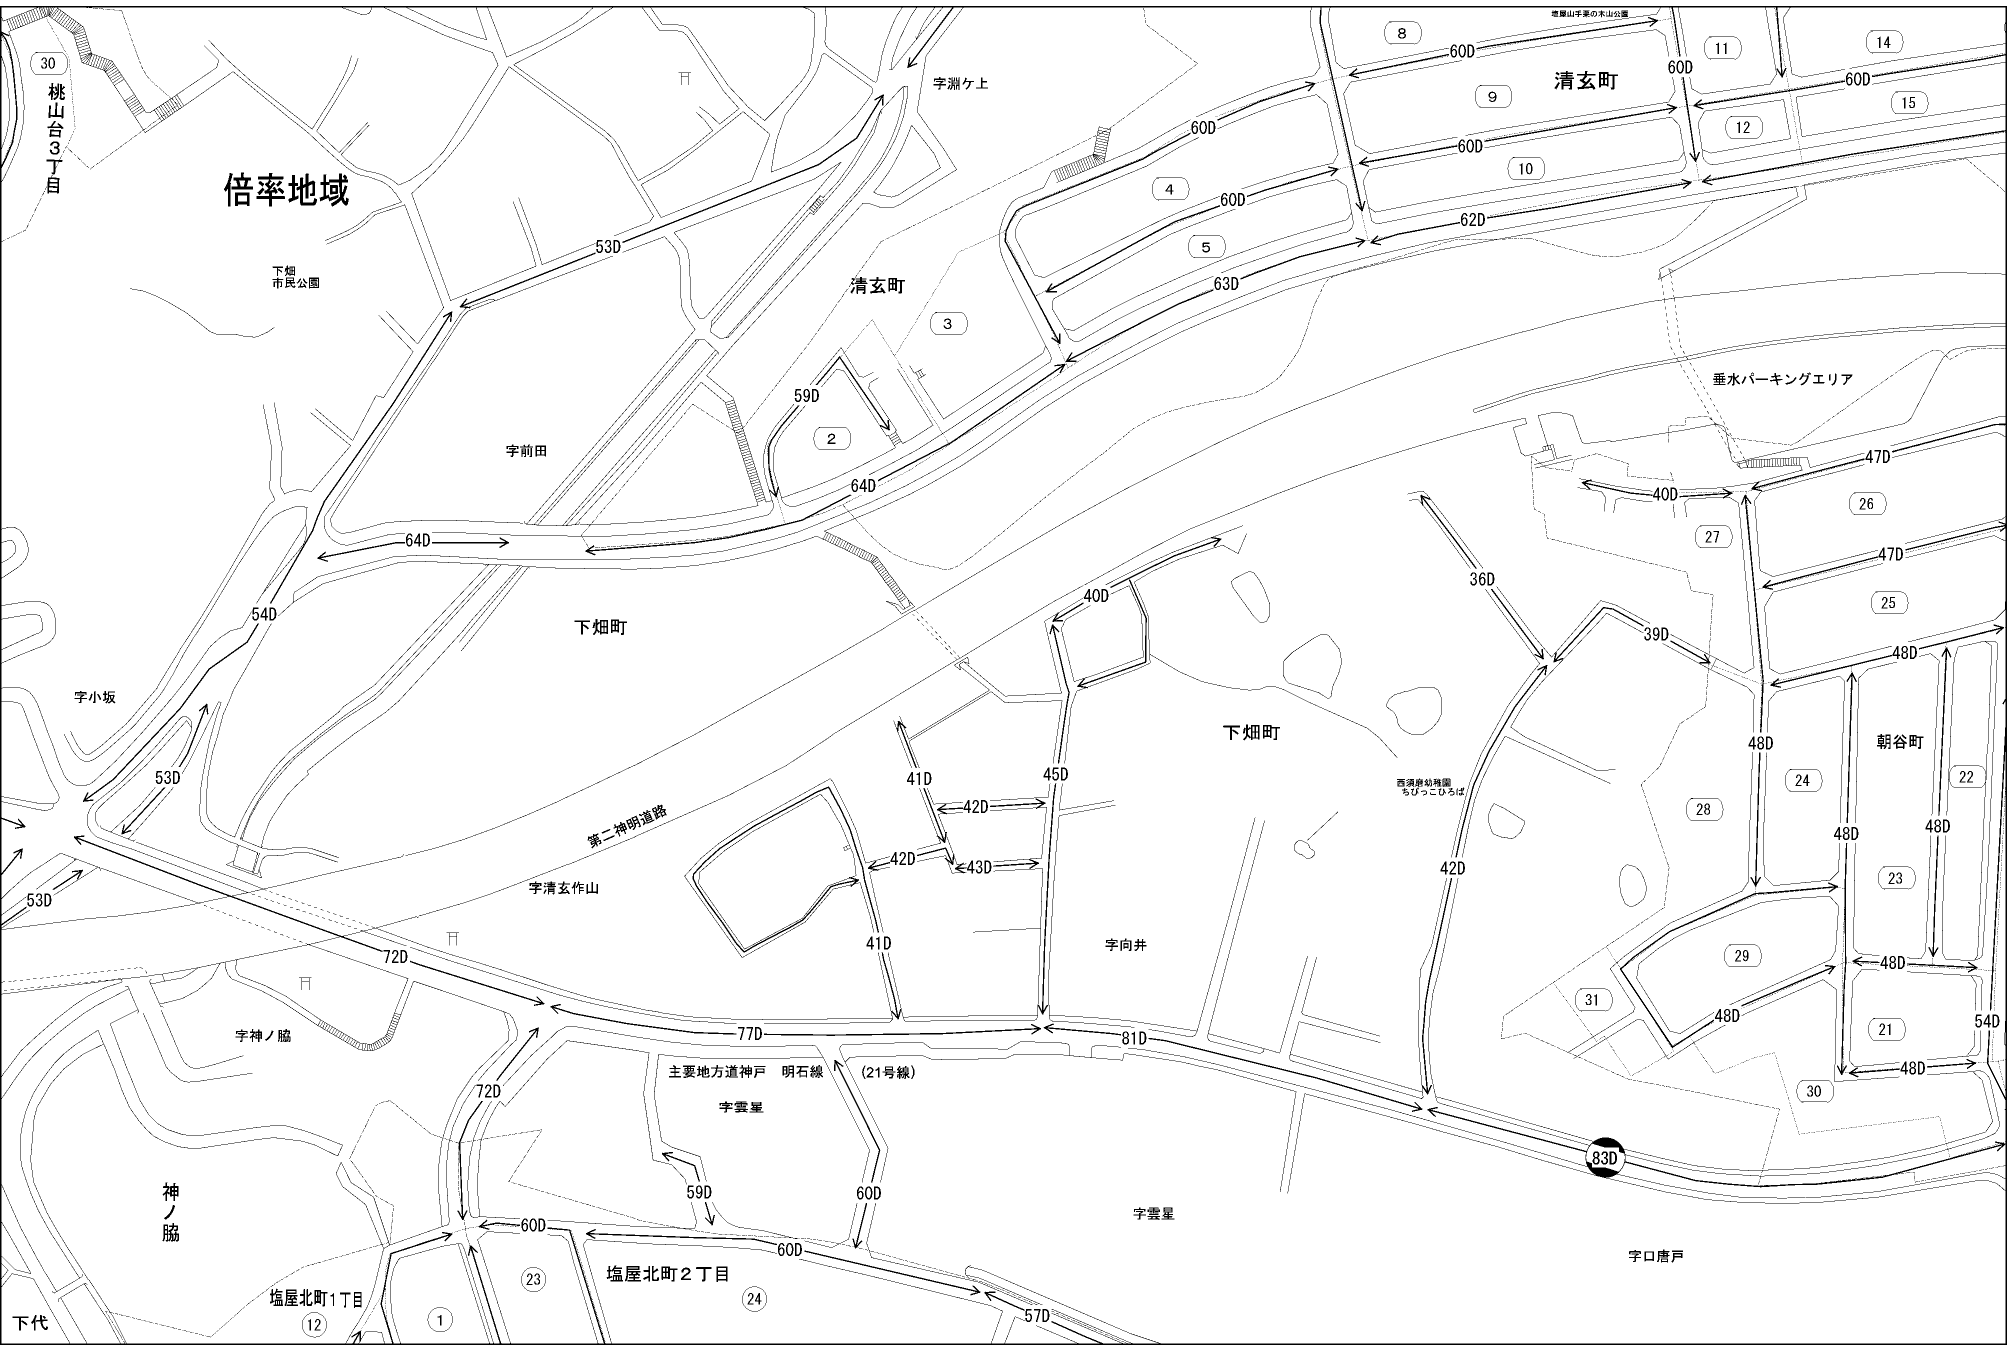 塩屋山手栗の木山公園
8
60D
11
14
30
60D
60D
桃山台3丁目
字淵ケ上
清玄町
9
15
60D
12
60D
倍率地域
10
4
60D
62D
53D
5
下畑
市民公園
清玄町
63D
3
垂水パーキングエリア
59D
2
字前田
47D
64D
40D
26
64D
27
47D
36D
40D
25
54D
下畑町
39D
48D
字小坂
下畑町
48D
朝谷町
53D
41D
45D
西須磨幼稚園
ちびっこひろば
24
22
42D
28
第二神明道路
48D
48D
42D
43D
42D
23
字清玄作山
53D
41D
字向井
72D
29
48D
31
48D
字神ノ脇
77D
81D
21
54D
主要地方道神戸 明石線 (21号線)
48D
72D
字雲星
30
83D
神ノ脇
59D
60D
字雲星
60D
60D
字口唐戸
23
塩屋北町2丁目
塩屋北町1丁目
24
下代
12
1
57D